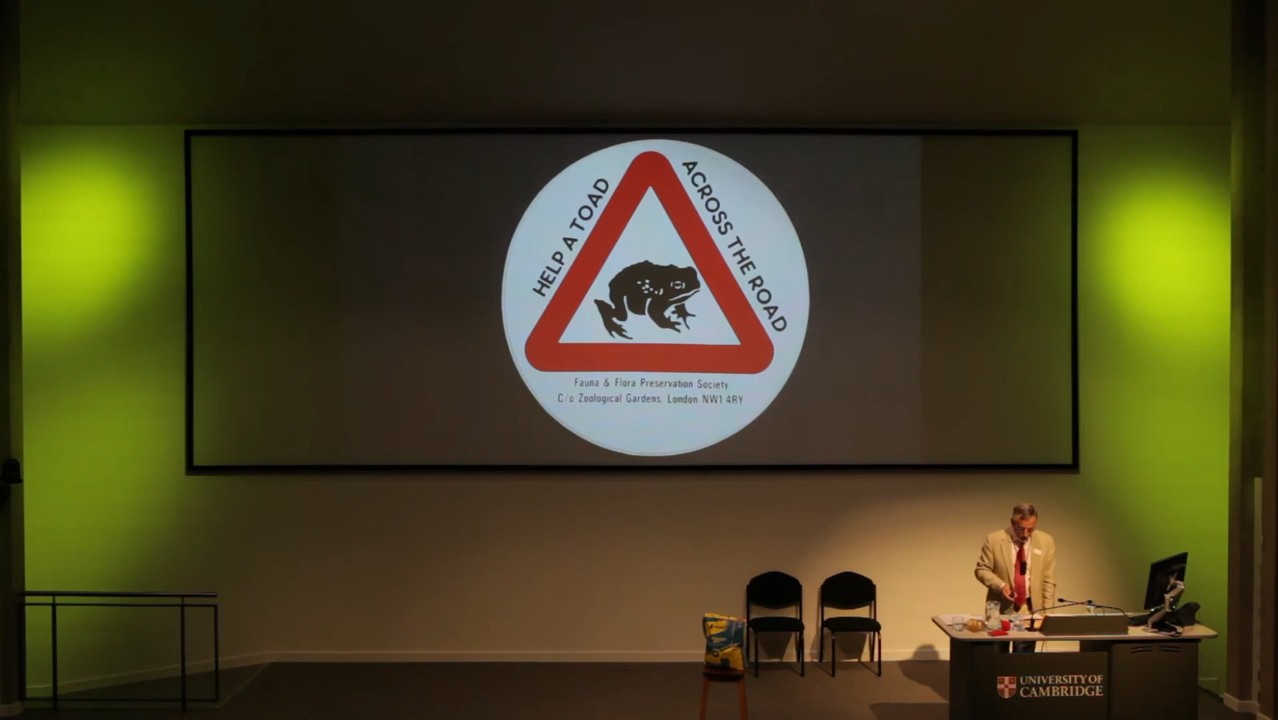 HELP A TOAD
ACROSS THE ROAD
Fauna & Flora Preservation Society
C/o Zoological Gardens, London NW1 4RY
UNIVERSITY OF
CAMBRIDGE